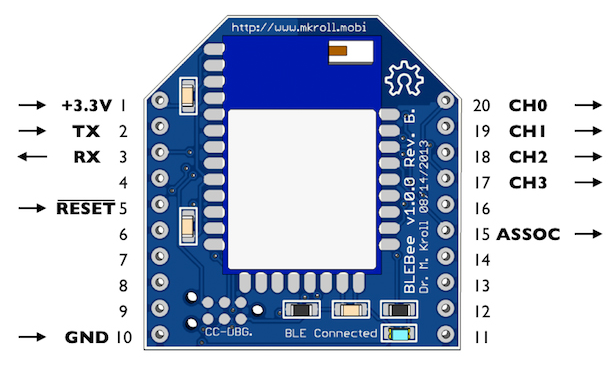 http://www.mkroll.mobi
+3.3V 1
TX 2
RX 3
4
RESET 5
6
7
8
9
GND 10
20 CH0
19 CH1
18 CH2
17 CH3
16
15 ASSOC
14
13
12
11
BLEBee v1.0.0 Rev. B.
Dr. M. Kroll 08/14/2013
CC-DBG.
BLE Connected